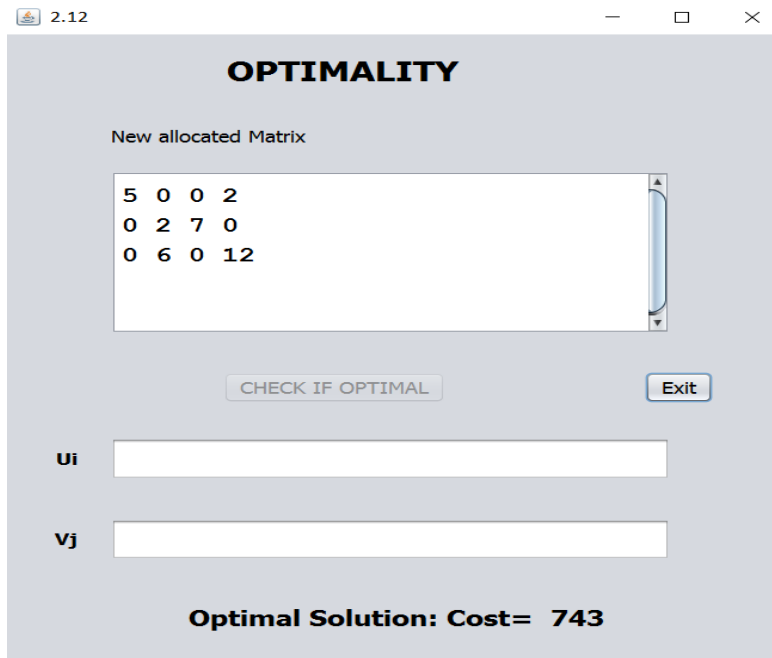 2.12
OPTIMALITY
New allocated Matrix
5 0 0 2
0 2 7 0
0 6 0 12
CHECK IF OPTIMAL
Exit
Ui
Vj
Optimal Solution: Cost= 743